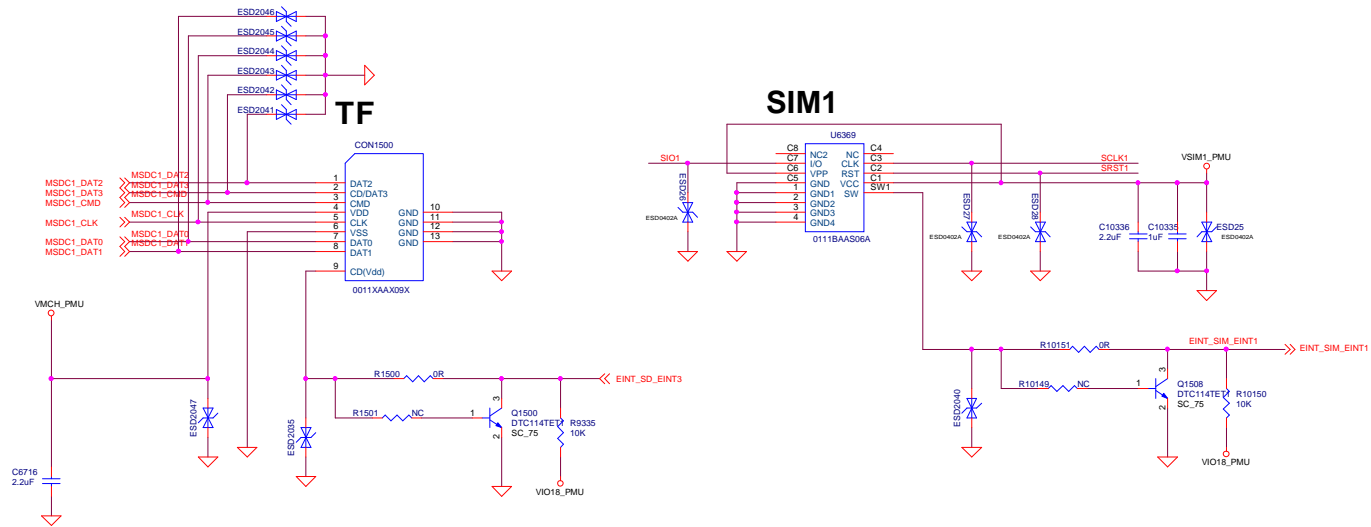 ESD2046
ESD2045
ESD2044
ESD2043
ESD2042
ESD2041
TF
CON1500
MSDC1_DAT2 MSDC1_DAT2 1 DAT2
MSDC1_DAT3 MSDC1_DAT3 2 CD/DAT3
MSDC1_CMD MSDC1_CMD 3 CMD
4 VDD GND 10
MSDC1_CLK MSDC1_CLK 5 CLK GND 11
6 VSS GND 12
MSDC1_DAT0 MSDC1_DAT0 7 DAT0 GND 13
MSDC1_DAT1 MSDC1_DAT1 8 DAT1
9 CD(Vdd)
0011XAAX09X
VMCH_PMU
ESD2047
C6716
2.2uF
ESD2035
R1500 0R
EINT_SD_EINT3
R1501 NC
1
3
2
Q1500
DTC114TET1
SC_75
R9335
10K
VIO18_PMU
SIM1
U6369
C8 NC2 NC C4
SIO1 C7 I/O CLK C3 SCLK1
C6 VPP RST C2 SRST1
C5 GND VCC C1
1 GND1 SW SW1
2 GND2
3 GND3
4 GND4
0111BAAS06A
ESD26
ESD0402A
ESD27
ESD0402A
ESD28
ESD0402A
VSIM1_PMU
C10336
2.2uF
C10335
1uF
ESD25
ESD0402A
R10151 0R
EINT_SIM_EINT1
EINT_SIM_EINT1
ESD2040
R10149 NC
1
3
2
Q1508
DTC114TET1
SC_75
R10150
10K
VIO18_PMU